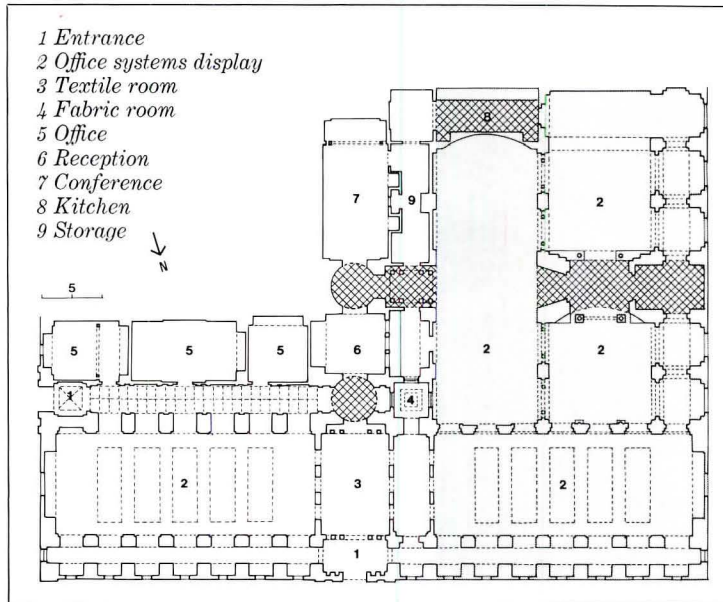 1 Entrance
2 Office systems display
3 Textile room
4 Fabric room
5 Office
6 Reception
7 Conference
8 Kitchen
9 Storage
N
5
8
7
9
2
5
5
5
6
2
2
1
4
2
3
2
1